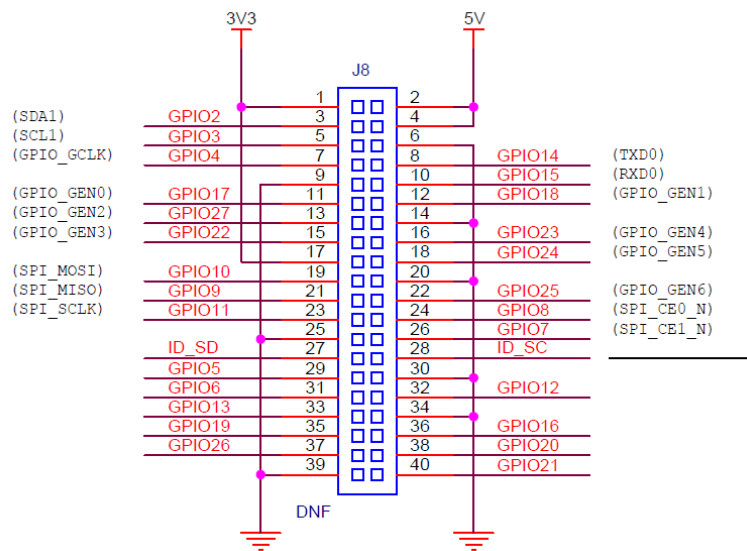 3V3 5V
J8
1 2
(SDA1) GPIO2 3 4
(SCL1) GPIO3 5 6
(GPIO_GCLK) GPIO4 7 8 GPIO14 (TXD0)
9 10 GPIO15 (RXD0)
(GPIO_GEN0) GPIO17 11 12 GPIO18 (GPIO_GEN1)
(GPIO_GEN2) GPIO27 13 14
(GPIO_GEN3) GPIO22 15 16 GPIO23 (GPIO_GEN4)
17 18 GPIO24 (GPIO_GEN5)
(SPI_MOSI) GPIO10 19 20
(SPI_MISO) GPIO9 21 22 GPIO25 (GPIO_GEN6)
(SPI_SCLK) GPIO11 23 24 GPIO8 (SPI_CE0_N)
25 26 GPIO7 (SPI_CE1_N)
ID_SD 27 28 ID_SC
GPIO5 29 30
GPIO6 31 32 GPIO12
GPIO13 33 34
GPIO19 35 36 GPIO16
GPIO26 37 38 GPIO20
39 40 GPIO21
DNF